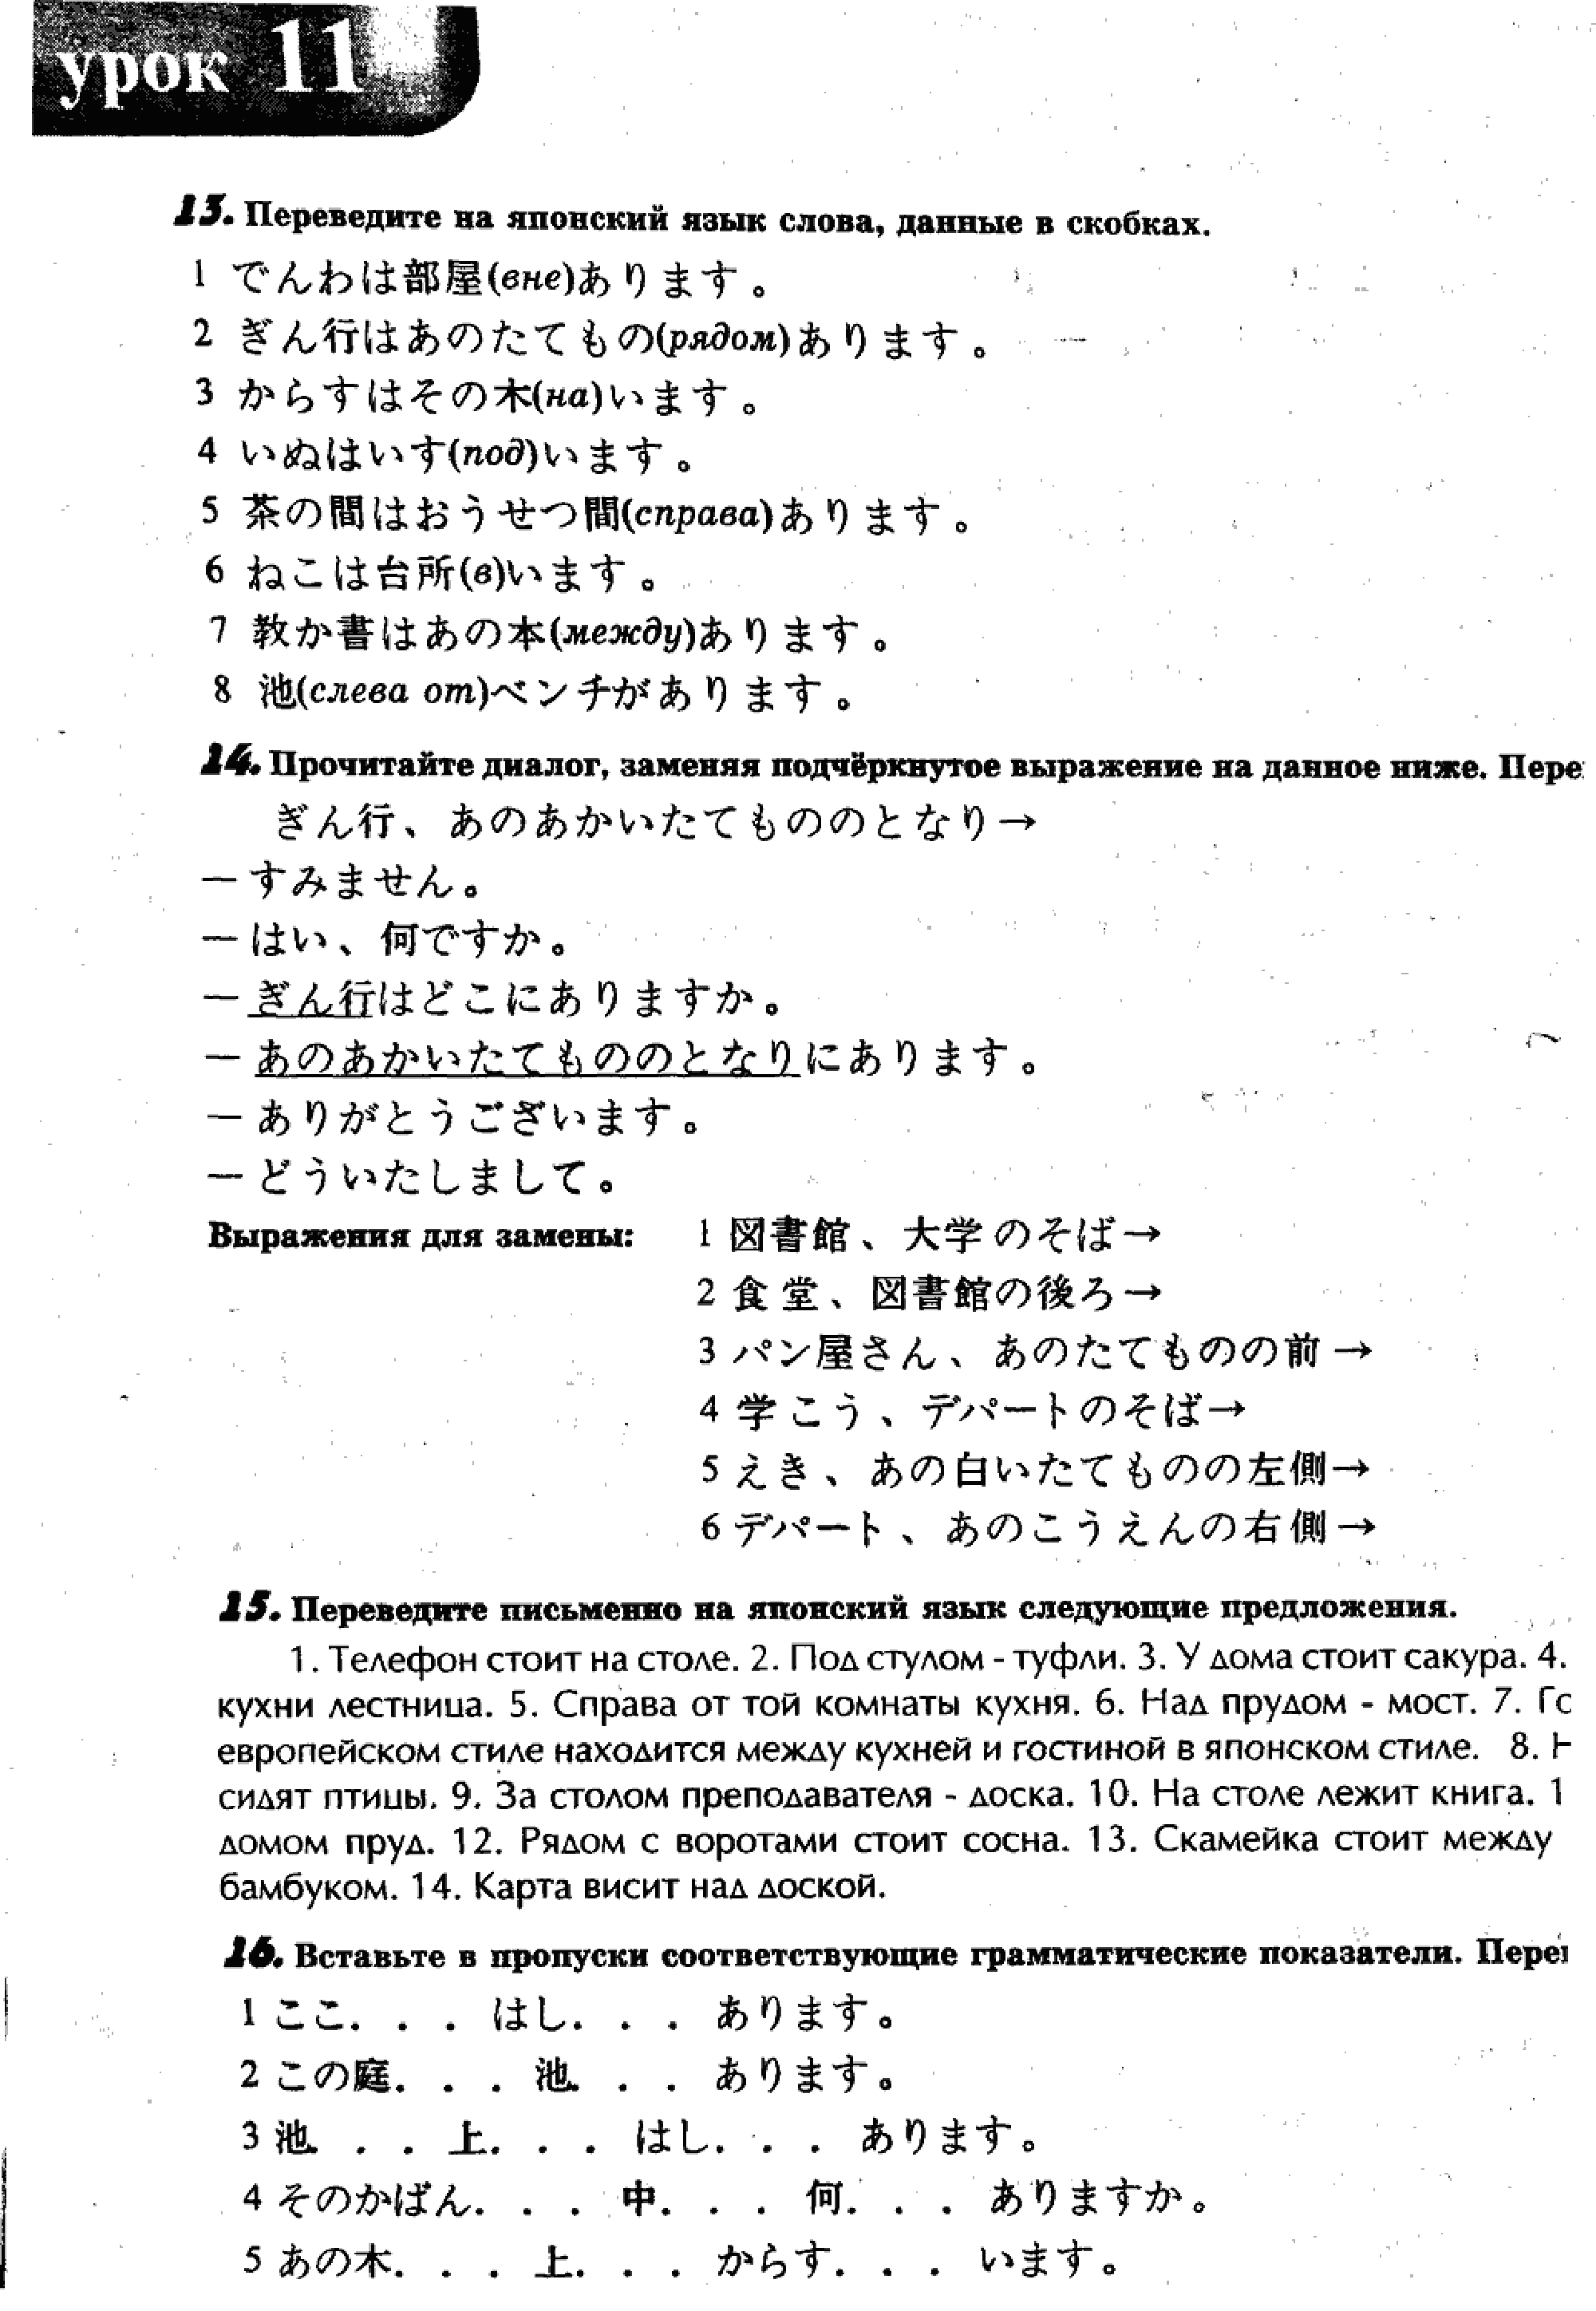 урок 11
13. Переведите на японский язык слова, данные в скобках.
1 でんわは部屋(вне)あります。
2 ぎん行はあのたてもの(рядом)あります。
3 からすはその木(на)います。
4 いぬはいす(под)います。
5 茶の間はおうせつ間(справа)あります。
6 ねこは台所(в)います。
7 教か書はあの本(между)あります。
8 池(слева от)ベンチがあります。
14. Прочитайте диалог, заменяя подчёркнутое выражение на данное ниже. Пере
ぎん行、あのあかいたてもののとなり→
— すみません。
— はい、何ですか。
— ぎん行はどこにありますか。
— あのあかいたてもののとなりにあります。
— ありがとうございます。
— どういたしまして。
Выражения для замены: 1 図書館、大学のそば→
2 食堂、図書館の後ろ→
3 パン屋さん、あのたてものの前→
4 学こう、デパートのそば→
5 えき、あの白いたてものの左側→
6 デパート、あのこうえんの右側→
15. Переведите письменно на японский язык следующие предложения.
1. Телефон стоит на столе. 2. Под стулом - туфли. 3. У дома стоит сакура. 4.
кухни лестница. 5. Справа от той комнаты кухня. 6. Над прудом - мост. 7. Гс
европейском стиле находится между кухней и гостиной в японском стиле. 8.
сидят птицы. 9. За столом преподавателя - доска. 10. На столе лежит книга. 1
домом пруд. 12. Рядом с воротами стоит сосна. 13. Скамейка стоит между
бамбуком. 14. Карта висит над доской.
16. Вставьте в пропуски соответствующие грамматические показатели. Пере
1 ここ. . . はし. . . あります。
2 この庭. . . 池. . . あります。
3 池. . . 上. . . はし. . . あります。
4 そのかばん. . . 中. . . 何. . . ありますか。
5 あの木. . . 上. . . からす. . . います。